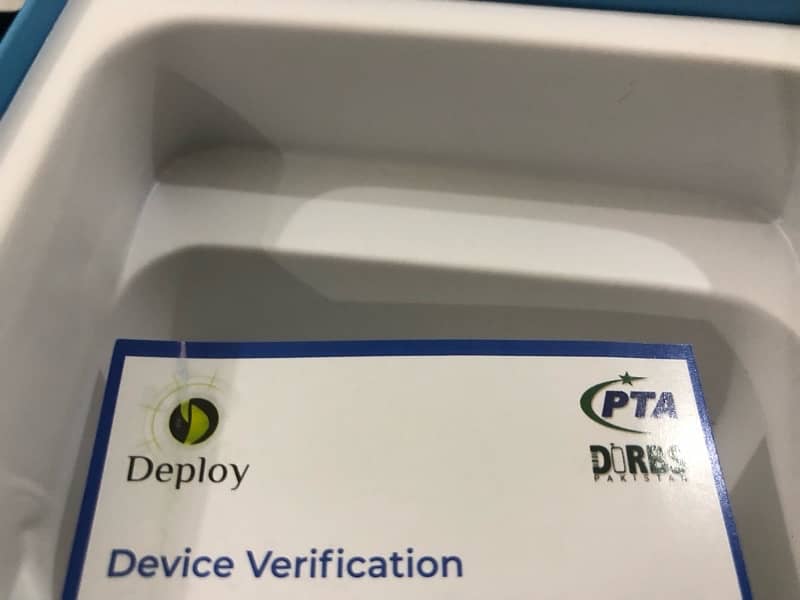 Deploy
PTA
DIRBS
PAKISTAN
Device Verification